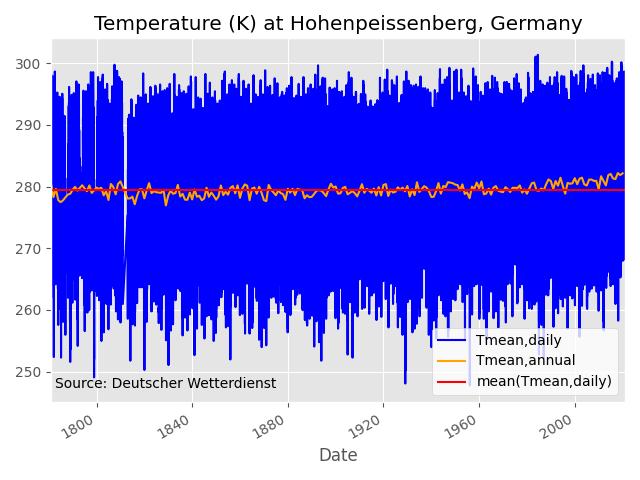 Temperature (K) at Hohenpeissenberg, Germany
300
290
280
270
260
250
Tmean,daily
Tmean,annual
mean(Tmean,daily)
Source: Deutscher Wetterdienst
1800
1840
1880
1920
1960
2000
Date